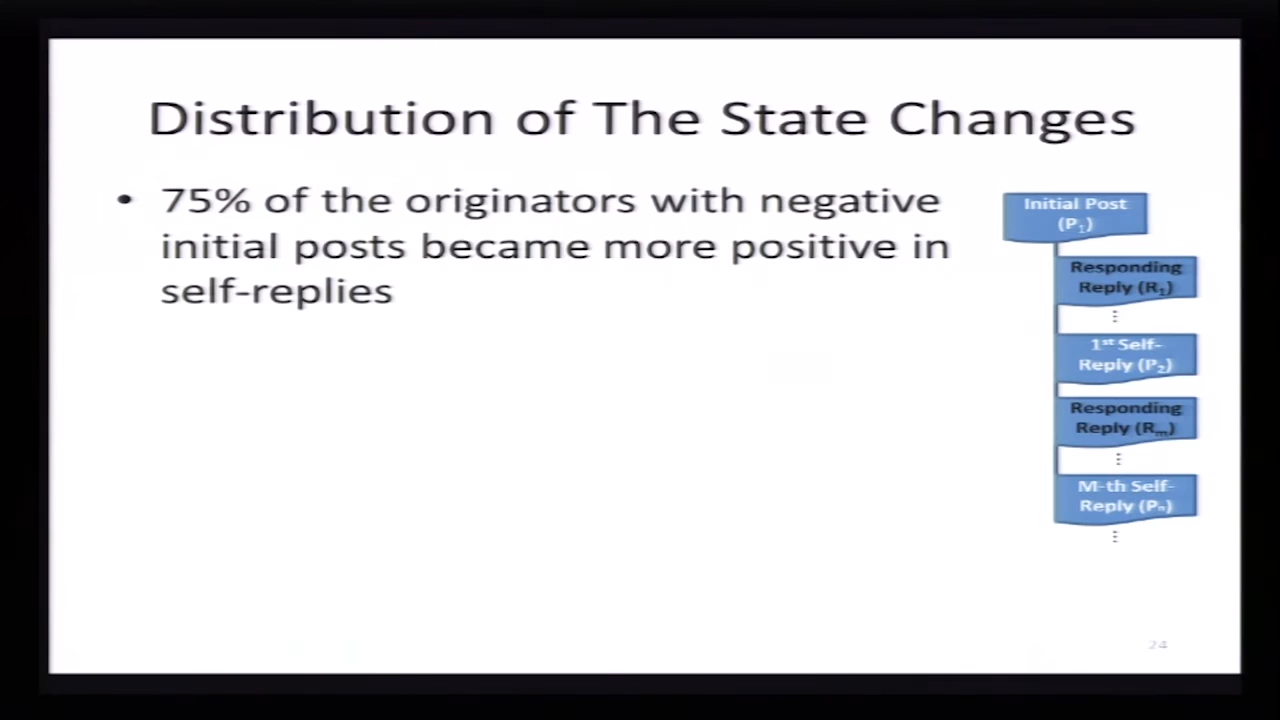 Distribution of The State Changes
• 75% of the originators with negative
initial posts became more positive in
self-replies
Initial Post
(P₁)
Responding
Reply (R₁)
⋮
1ˢᵗ Self-
Reply (P₂)
Responding
Reply (Rₘ)
⋮
M-th Self-
Reply (Pₙ)
⋮
24